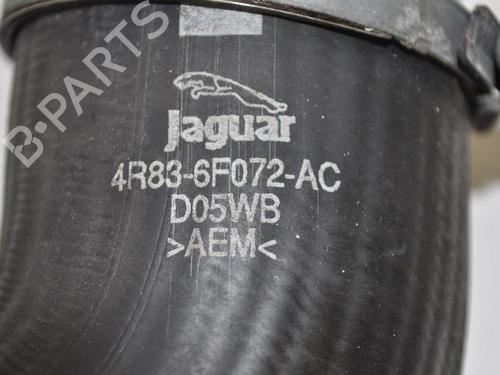 B-PARTS
Jaguar
4R83-6F072-AC
D05WB
>AEM<